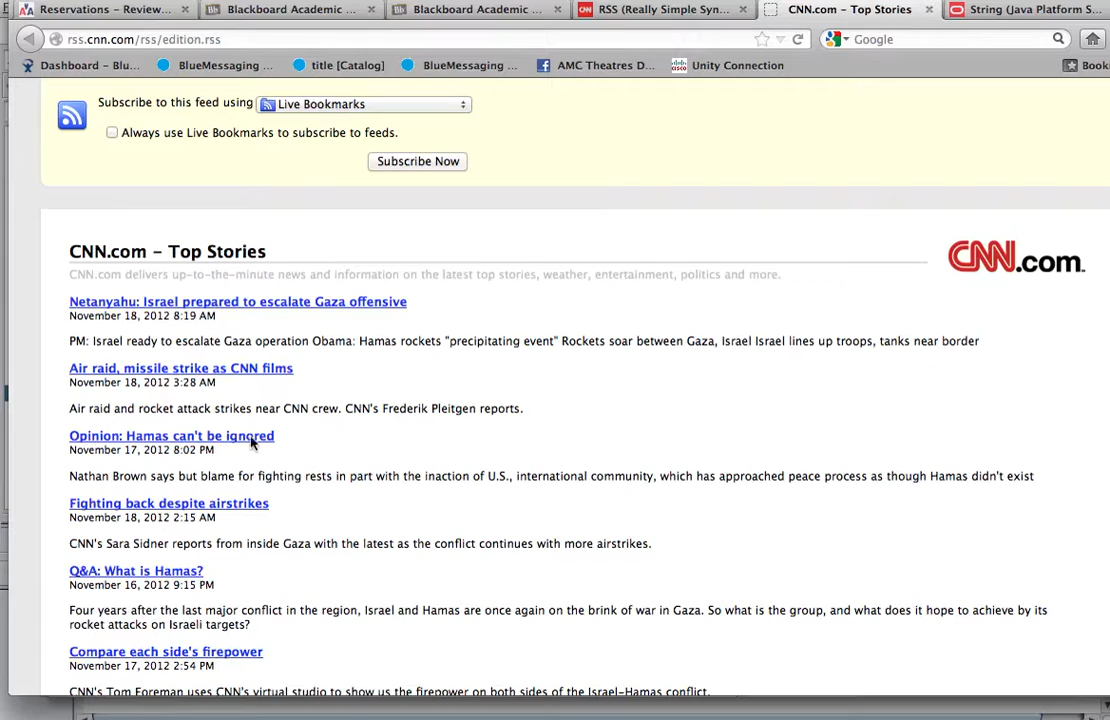 Reservations - Review...
Blackboard Academic ...
Blackboard Academic ...
RSS (Really Simple Syn...
CNN.com - Top Stories
String (Java Platform S...
rss.cnn.com/rss/edition.rss
Google
Dashboard - Blu...
BlueMessaging ...
title [Catalog]
BlueMessaging ...
AMC Theatres D...
Unity Connection
Book
Subscribe to this feed using
Live Bookmarks
Always use Live Bookmarks to subscribe to feeds.
Subscribe Now
CNN.com - Top Stories
CNN.com
CNN.com delivers up-to-the-minute news and information on the latest top stories, weather, entertainment, politics and more.
Netanyahu: Israel prepared to escalate Gaza offensive
November 18, 2012 8:19 AM
PM: Israel ready to escalate Gaza operation Obama: Hamas rockets "precipitating event" Rockets soar between Gaza, Israel Israel lines up troops, tanks near border
Air raid, missile strike as CNN films
November 18, 2012 3:28 AM
Air raid and rocket attack strikes near CNN crew. CNN's Frederik Pleitgen reports.
Opinion: Hamas can't be ignored
November 17, 2012 8:02 PM
Nathan Brown says but blame for fighting rests in part with the inaction of U.S., international community, which has approached peace process as though Hamas didn't exist
Fighting back despite airstrikes
November 18, 2012 2:15 AM
CNN's Sara Sidner reports from inside Gaza with the latest as the conflict continues with more airstrikes.
Q&A: What is Hamas?
November 16, 2012 9:15 PM
Four years after the last major conflict in the region, Israel and Hamas are once again on the brink of war in Gaza. So what is the group, and what does it hope to achieve by its
rocket attacks on Israeli targets?
Compare each side's firepower
November 17, 2012 2:54 PM
CNN's Tom Foreman uses CNN's virtual studio to show us the firepower on both sides of the Israel-Hamas conflict.